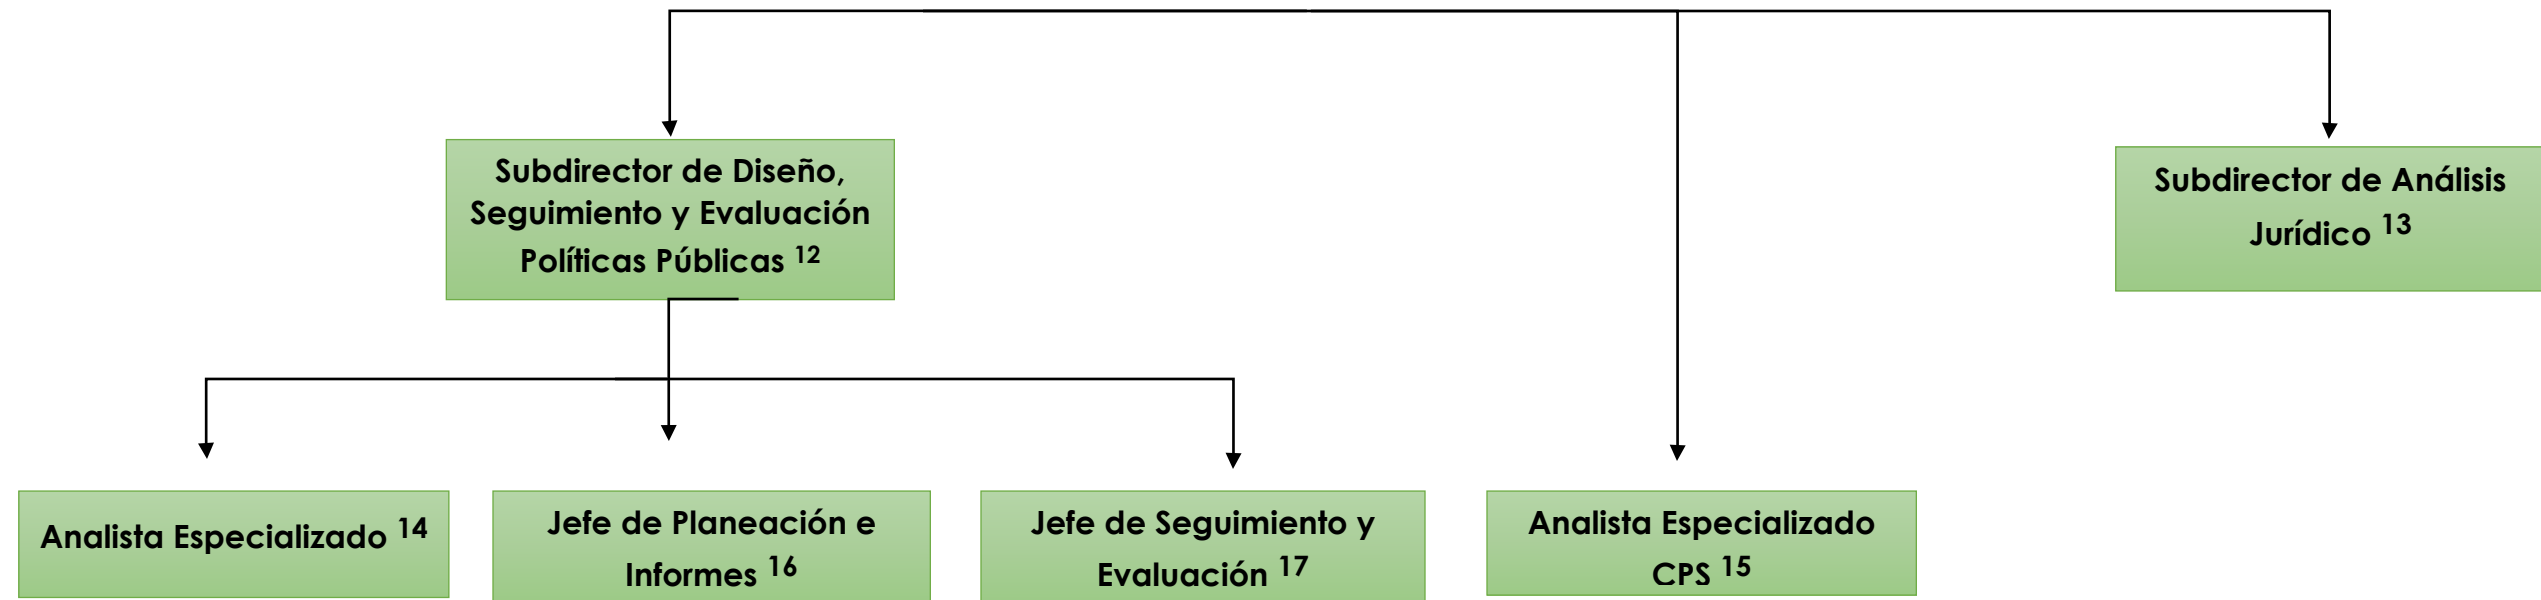 Subdirector de Diseño,
Seguimiento y Evaluación
Políticas Públicas 12
Subdirector de Análisis
Jurídico 13
Analista Especializado 14
Jefe de Planeación e
Informes 16
Jefe de Seguimiento y
Evaluación 17
Analista Especializado
CPS 15